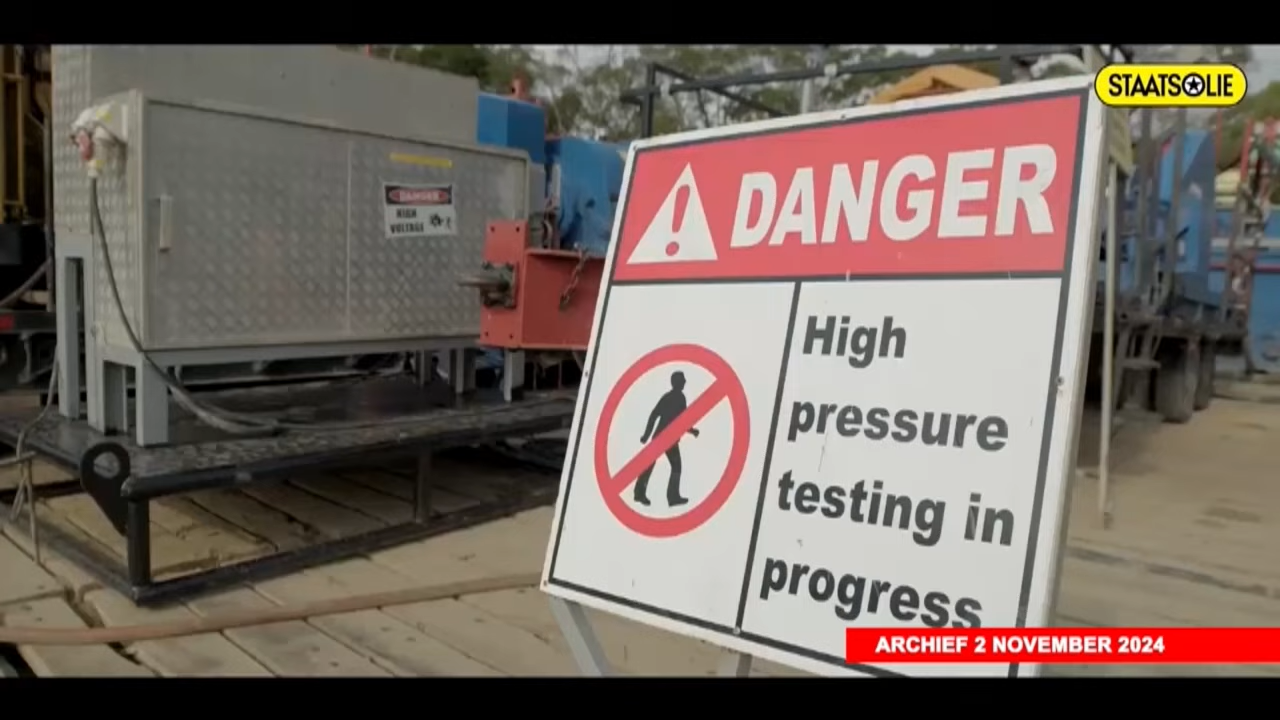 STAATSOLIE
DANGER
HIGH
VOLTAGE
DANGER
High
pressure
testing in
progress
ARCHIEF 2 NOVEMBER 2024